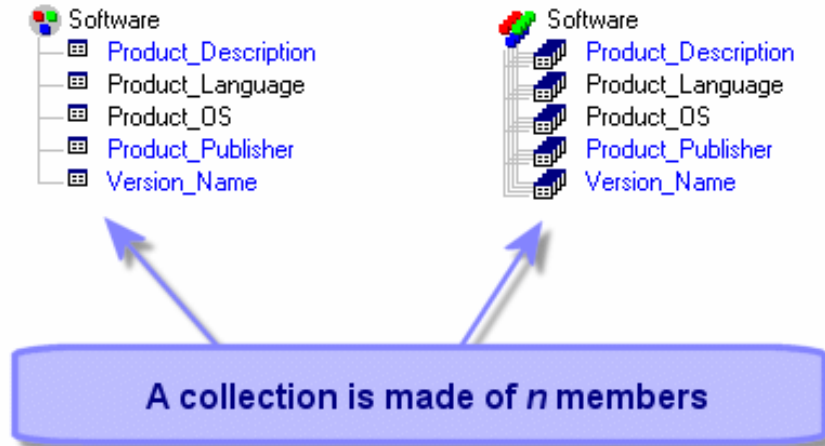 Software
Product_Description
Product_Language
Product_OS
Product_Publisher
Version_Name
Software
Product_Description
Product_Language
Product_OS
Product_Publisher
Version_Name
A collection is made of n members